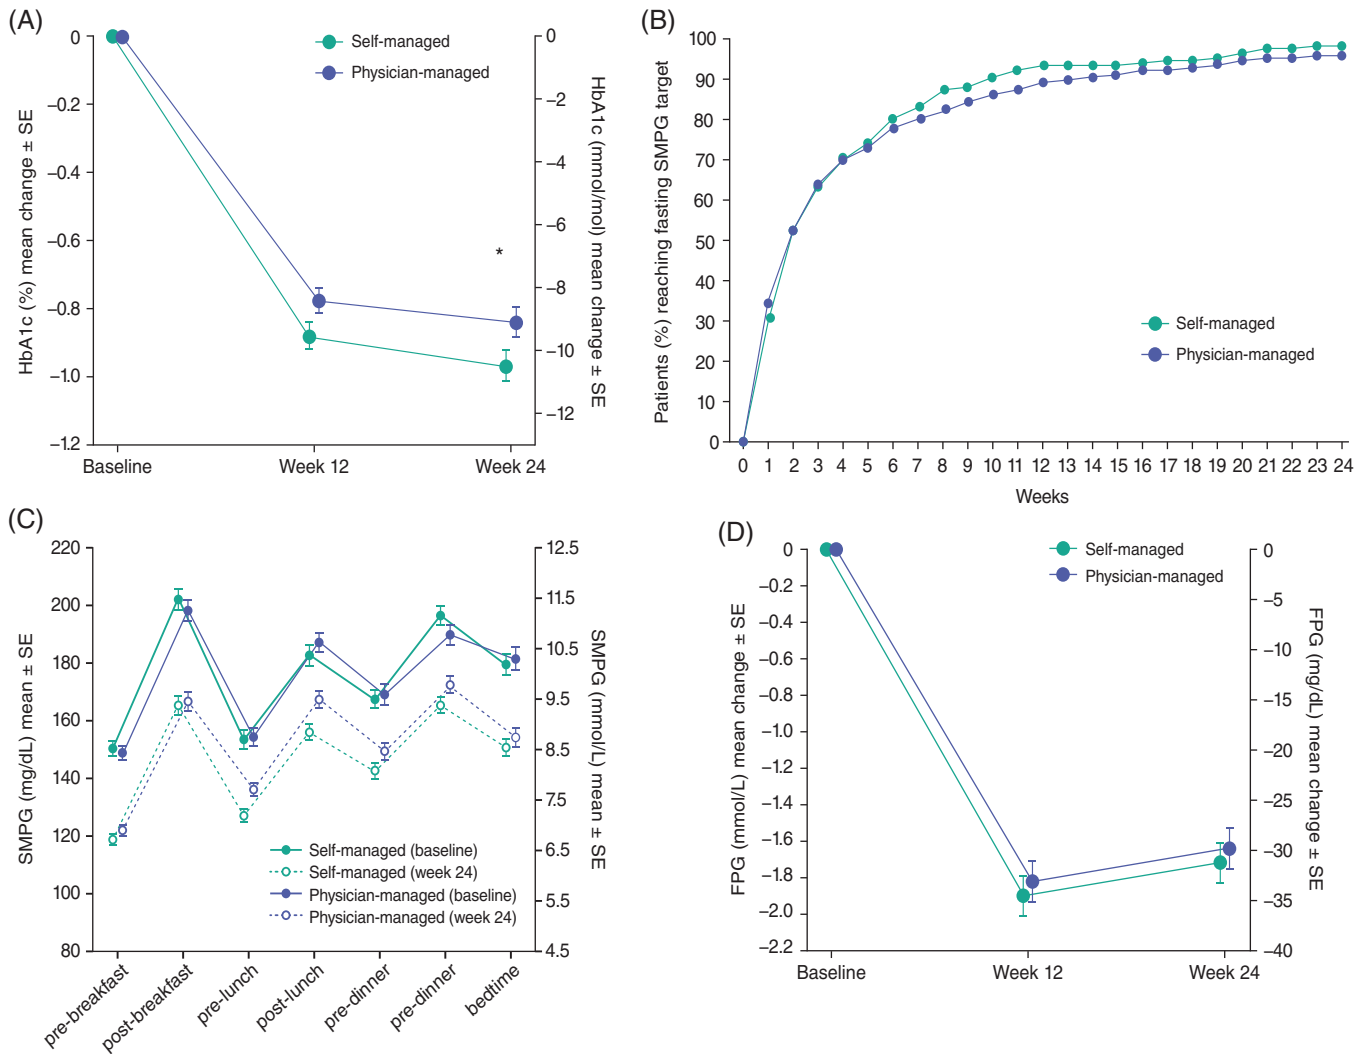 (A)
HbA1c (%) mean change ± SE
0
–0.2
–0.4
–0.6
–0.8
–1.0
–1.2
Baseline
Week 12
Week 24
Self-managed
Physician-managed
*
0
–2
–4
–6
–8
–10
–12
HbA1c (mmol/mol) mean change ± SE
(B)
Patients (%) reaching fasting SMPG target
100
90
80
70
60
50
40
30
20
10
0
0 1 2 3 4 5 6 7 8 9 10 11 12 13 14 15 16 17 18 19 20 21 22 23 24
Weeks
Self-managed
Physician-managed
(C)
SMPG (mg/dL) mean ± SE
220
200
180
160
140
120
100
80
pre-breakfast
post-breakfast
pre-lunch
post-lunch
pre-dinner
pre-dinner
bedtime
Self-managed (baseline)
Self-managed (week 24)
Physician-managed (baseline)
Physician-managed (week 24)
12.5
11.5
10.5
9.5
8.5
7.5
6.5
5.5
4.5
SMPG (mmol/L) mean ± SE
(D)
FPG (mmol/L) mean change ± SE
0
–0.2
–0.4
–0.6
–0.8
–1.0
–1.2
–1.4
–1.6
–1.8
–2.0
–2.2
Baseline
Week 12
Week 24
Self-managed
Physician-managed
0
–5
–10
–15
–20
–25
–30
–35
–40
FPG (mg/dL) mean change ± SE